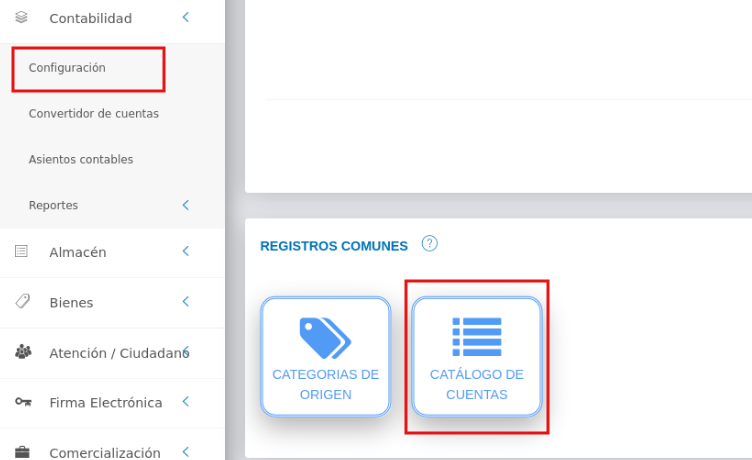 Contabilidad
Configuración
Convertidor de cuentas
Asientos contables
Reportes
Almacén
Bienes
Atención / Ciudadano
Firma Electrónica
Comercialización
REGISTROS COMUNES ?
CATEGORIAS DE
ORIGEN
CATÁLOGO DE
CUENTAS